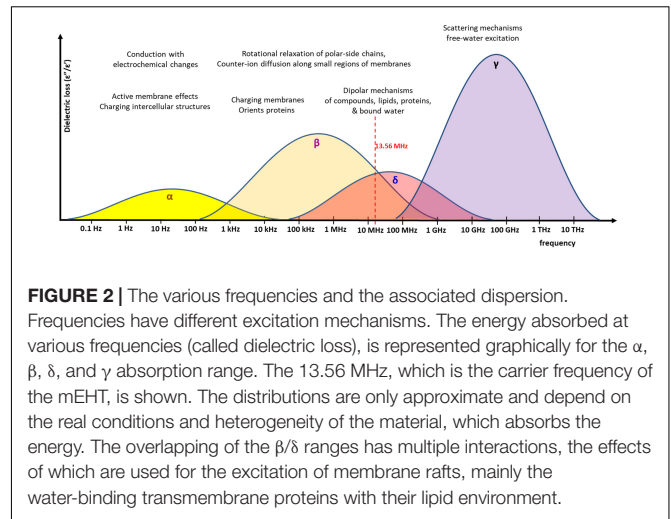 Scattering mechanisms
free-water excitation
Conduction with
electrochemical changes
Rotational relaxation of polar-side chains,
Counter-ion diffusion along small regions of membranes
Active membrane effects
Charging intercellular structures
Charging membranes
Orients proteins
Dipolar mechanisms
of compounds, lipids, proteins,
& bound water
Dielectric loss (ε"/ε')
13.56 MHz
α
β
δ
γ
0.1 Hz 1 Hz 10 Hz 100 Hz 1 kHz 10 kHz 100 kHz 1 MHz 10 MHz 100 MHz 1 GHz 10 GHz 100 GHz 1 THz 10 THz
frequency
FIGURE 2 | The various frequencies and the associated dispersion.
Frequencies have different excitation mechanisms. The energy absorbed at
various frequencies (called dielectric loss), is represented graphically for the α,
β, δ, and γ absorption range. The 13.56 MHz, which is the carrier frequency of
the mEHT, is shown. The distributions are only approximate and depend on
the real conditions and heterogeneity of the material, which absorbs the
energy. The overlapping of the β/δ ranges has multiple interactions, the effects
of which are used for the excitation of membrane rafts, mainly the
water-binding transmembrane proteins with their lipid environment.